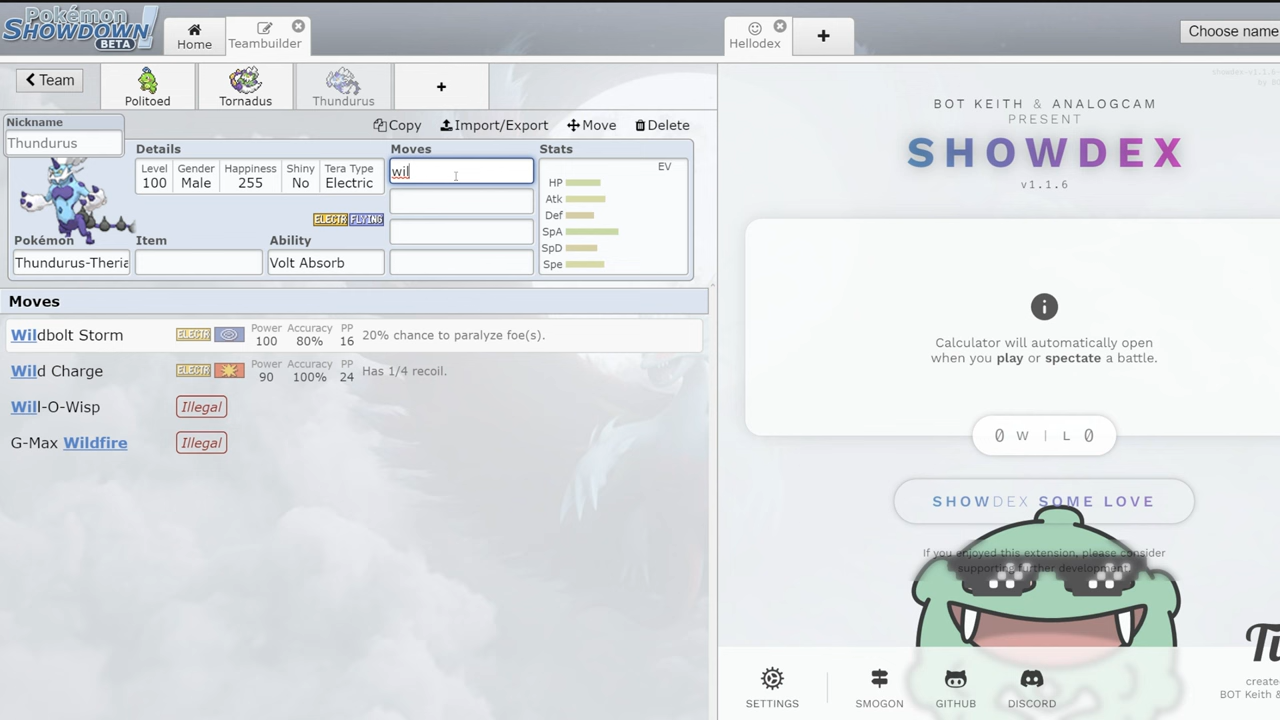 Pokémon
SHOWDOWN!
BETA
Home
Teambuilder
Hellodex
+
Choose name
Team
Politoed
Tornadus
Thundurus
+
Nickname
Thundurus
Copy
Import/Export
Move
Delete
Details
Level
100
Gender
Male
Happiness
255
Shiny
No
Tera Type
Electric
ELECTR
FLYING
Pokémon
Thundurus-Theria
Item
Ability
Volt Absorb
Moves
wil
Stats
EV
HP
Atk
Def
SpA
SpD
Spe
Moves
Wildbolt Storm ELECTR Power 100 Accuracy 80% PP 16 20% chance to paralyze foe(s).
Wild Charge ELECTR Power 90 Accuracy 100% PP 24 Has 1/4 recoil.
Will-O-Wisp Illegal
G-Max Wildfire Illegal
BOT KEITH & ANALOGCAM
PRESENT
SHOWDEX
v1.1.6
Calculator will automatically open
when you play or spectate a battle.
0 W | L 0
SHOWDEX SOME LOVE
If you enjoyed this extension, please consider
supporting further development.
SETTINGS
SMOGON
GITHUB
DISCORD
create
BOT Keith &